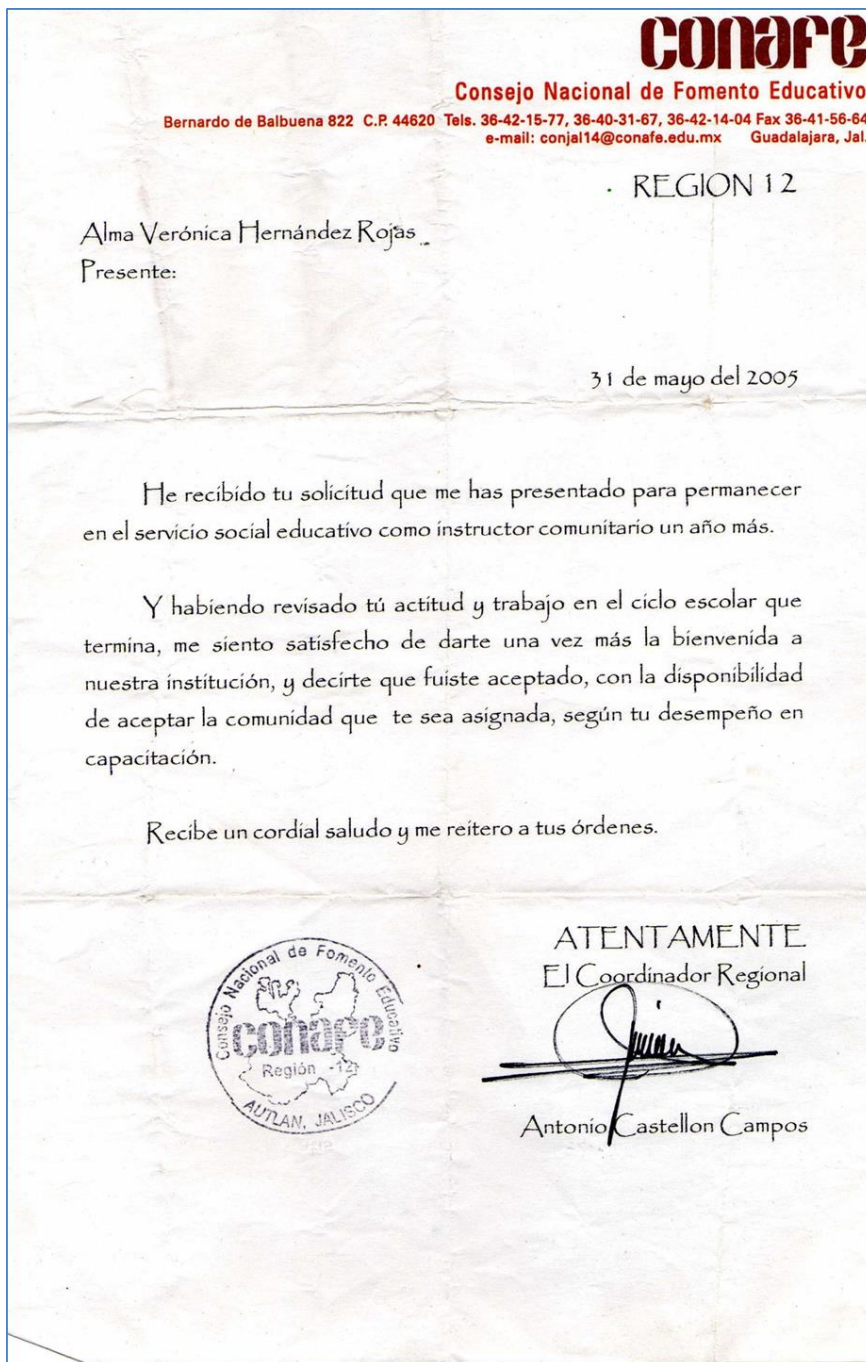 conafe
Consejo Nacional de Fomento Educativo
Bernardo de Balbuena 822 C.P. 44620 Tels. 36-42-15-77, 36-40-31-67, 36-42-14-04 Fax 36-41-56-64
e-mail: conjal14@conafe.edu.mx Guadalajara, Jal.
REGION 12
Alma Verónica Hernández Rojas
Presente:
31 de mayo del 2005
He recibido tu solicitud que me has presentado para permanecer
en el servicio social educativo como instructor comunitario un año más.
Y habiendo revisado tú actitud y trabajo en el ciclo escolar que
termina, me siento satisfecho de darte una vez más la bienvenida a
nuestra institución, y decirte que fuiste aceptado, con la disponibilidad
de aceptar la comunidad que te sea asignada, según tu desempeño en
capacitación.
Recibe un cordial saludo y me reitero a tus órdenes.
Consejo Nacional de Fomento Educativo
conafe
Región -12
AUTLAN, JALISCO
ATENTAMENTE
El Coordinador Regional
Antonio Castellon Campos